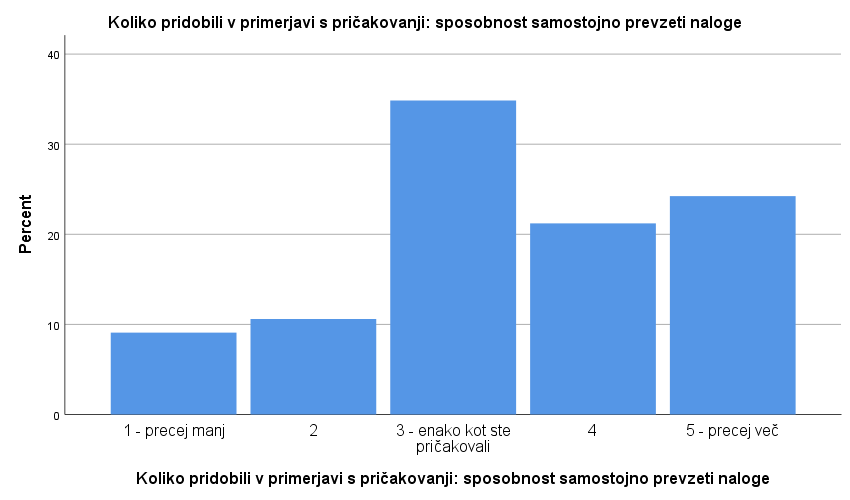 Koliko pridobili v primerjavi s pričakovanji: sposobnost samostojno prevzeti naloge
40
30
20
10
0
Percent
1 - precej manj
2
3 - enako kot ste
pričakovali
4
5 - precej več
Koliko pridobili v primerjavi s pričakovanji: sposobnost samostojno prevzeti naloge